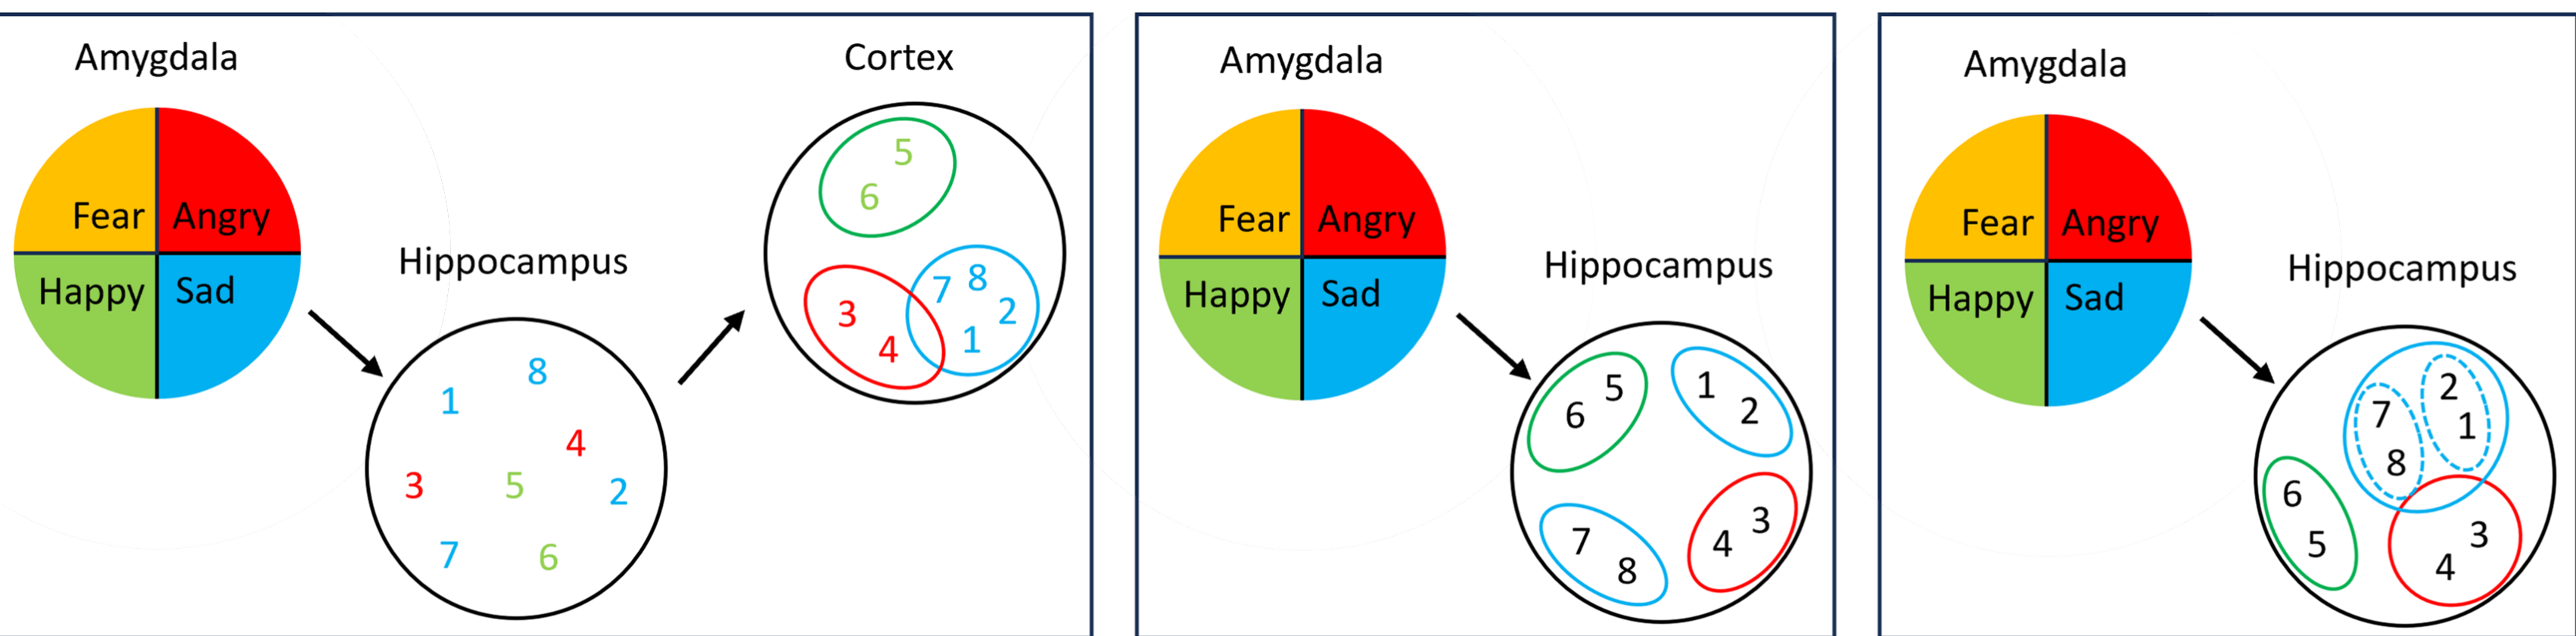 Amygdala
Fear Angry
Happy Sad
Hippocampus
8
1
4
3 5 2
7 6
Cortex
5
6
7 8
3 2
4 1
Amygdala
Fear Angry
Happy Sad
Hippocampus
5 1
6 2
7 3
8 4
Amygdala
Fear Angry
Happy Sad
Hippocampus
7 2
1
8
6
5 3
4